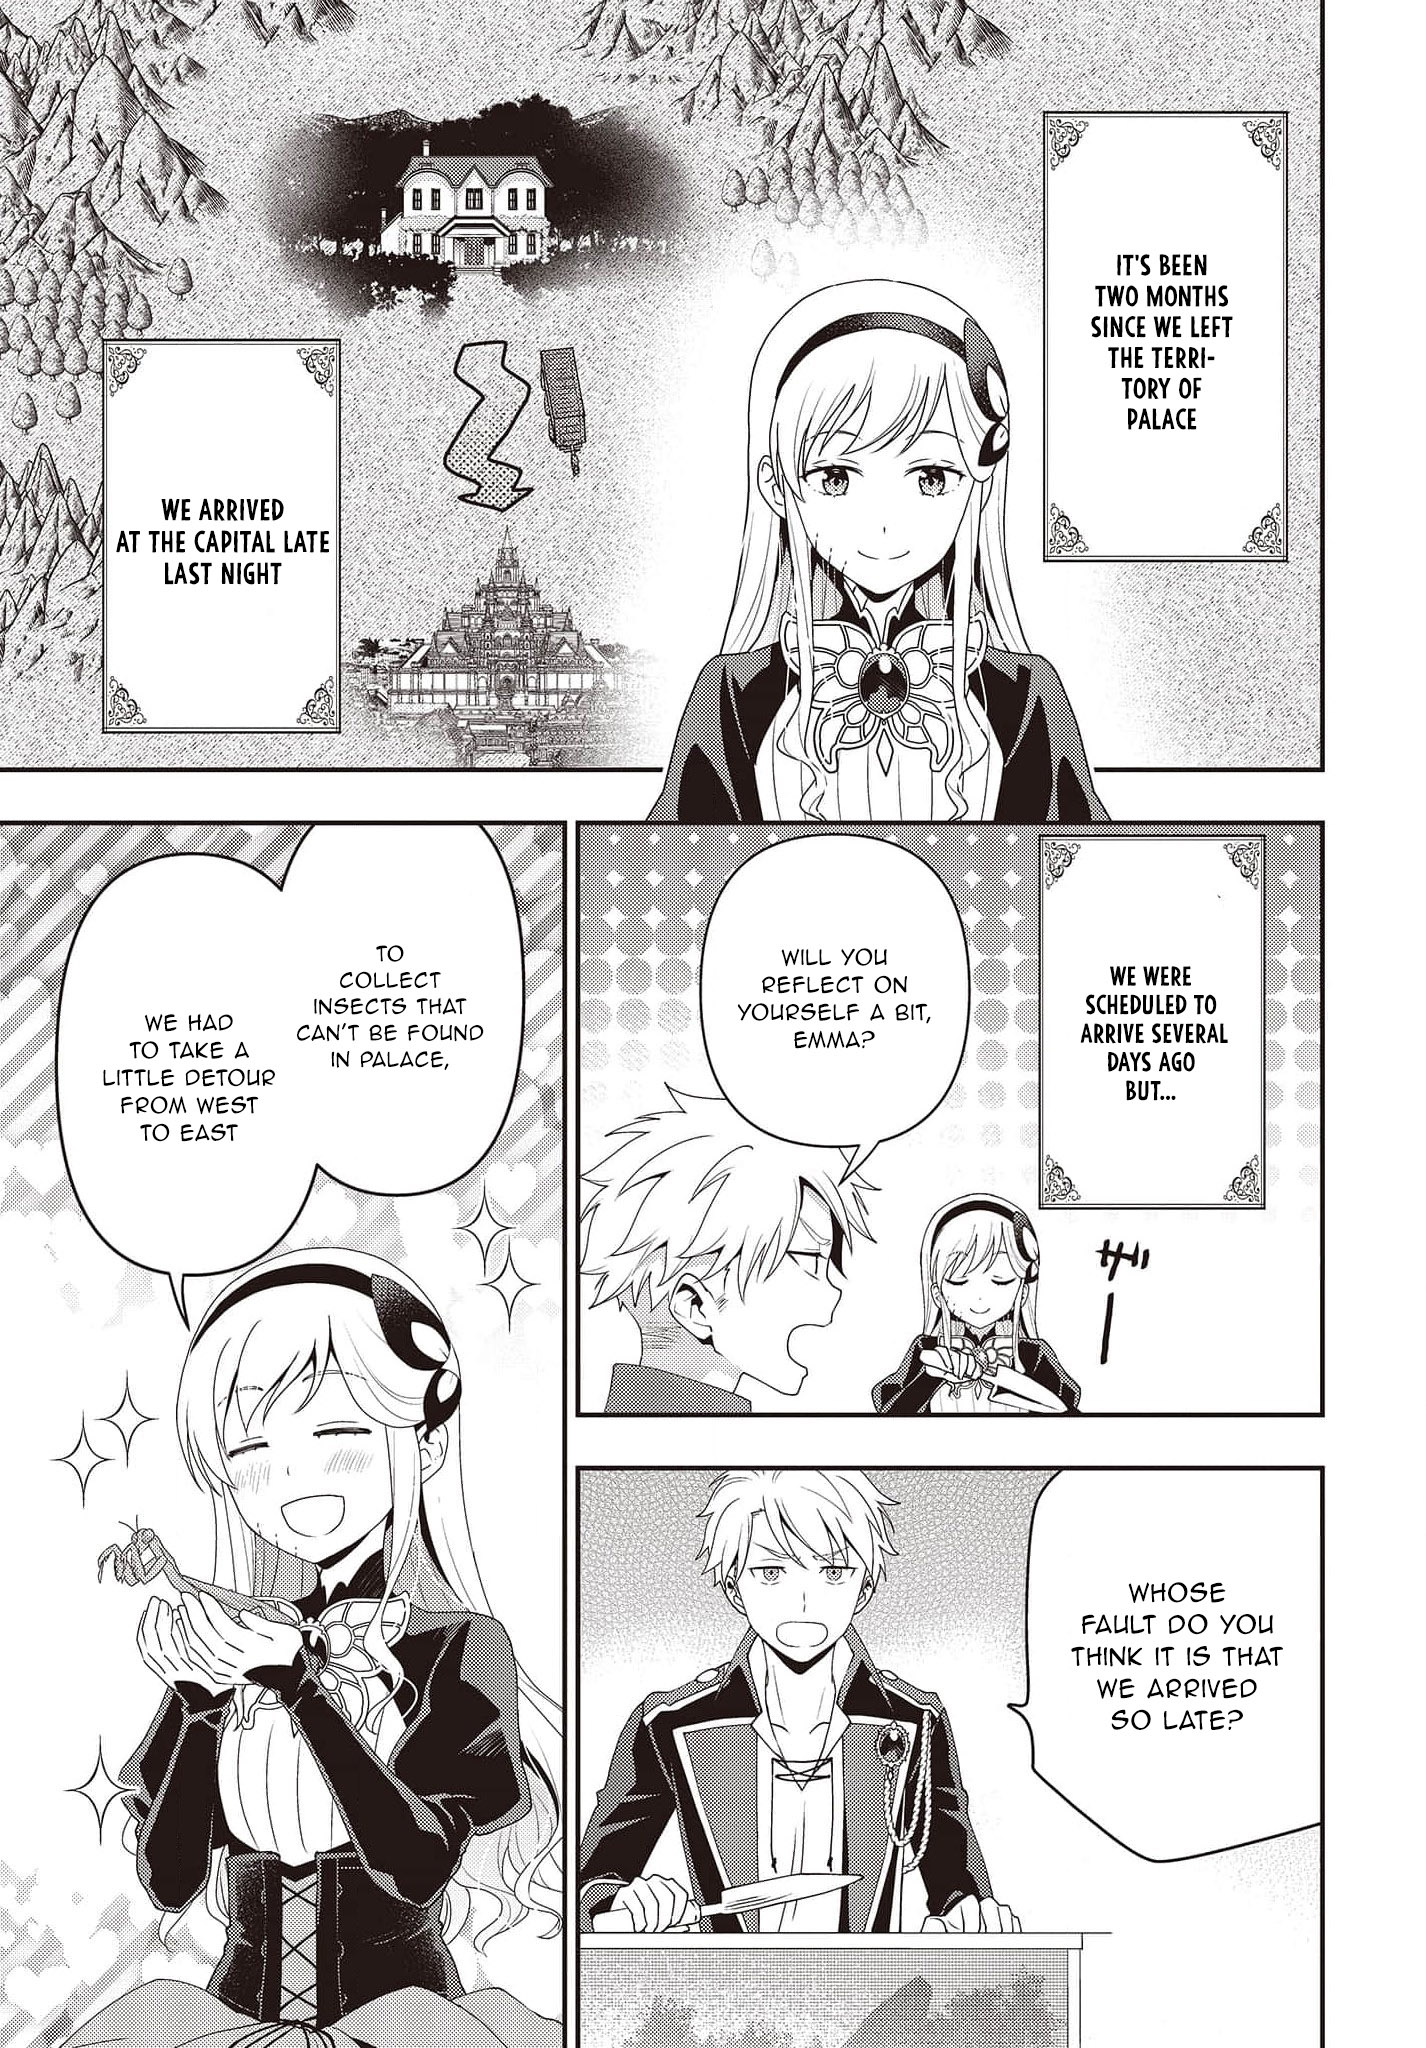 IT'S BEEN
TWO MONTHS
SINCE WE LEFT
THE TERRI-
TORY OF
PALACE
WE ARRIVED
AT THE CAPITAL LATE
LAST NIGHT
WE WERE
SCHEDULED TO
ARRIVE SEVERAL
DAYS AGO
BUT...
WILL YOU
REFLECT ON
YOURSELF A BIT,
EMMA?
ザザー
WHOSE
FAULT DO YOU
THINK IT IS THAT
WE ARRIVED
SO LATE?
TO
COLLECT
INSECTS THAT
CAN'T BE FOUND
IN PALACE,
WE HAD
TO TAKE A
LITTLE DETOUR
FROM WEST
TO EAST